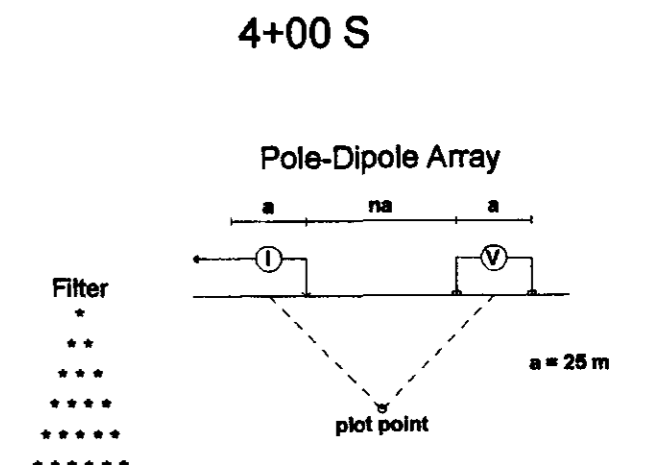 4+00 S
Pole-Dipole Array
a na a
I V
Filter
*
* *
* * *
* * * *
* * * * *
* * * * * *
a = 25 m
plot point